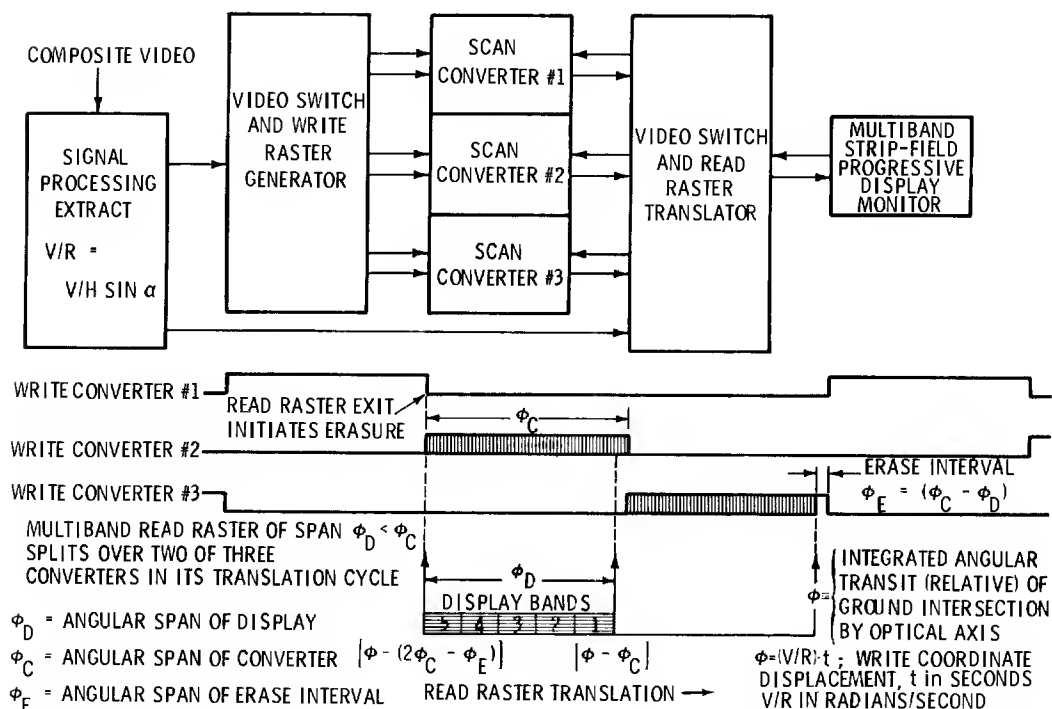 COMPOSITE VIDEO
SIGNAL
PROCESSING
EXTRACT
V/R =
V/H SIN α
VIDEO SWITCH
AND WRITE
RASTER
GENERATOR
SCAN
CONVERTER #1
SCAN
CONVERTER #2
SCAN
CONVERTER #3
VIDEO SWITCH
AND READ
RASTER
TRANSLATOR
MULTIBAND
STRIP-FIELD
PROGRESSIVE
DISPLAY
MONITOR
WRITE CONVERTER #1
READ RASTER EXIT
INITIATES ERASURE
ϕC
WRITE CONVERTER #2
ERASE INTERVAL
ϕE = (ϕC - ϕD)
WRITE CONVERTER #3
MULTIBAND READ RASTER OF SPAN ϕD < ϕC
SPLITS OVER TWO OF THREE
CONVERTERS IN ITS TRANSLATION CYCLE
ϕD
DISPLAY BANDS
5 4 3 2 1
ϕ= INTEGRATED ANGULAR
TRANSIT (RELATIVE) OF
GROUND INTERSECTION
BY OPTICAL AXIS
ϕD = ANGULAR SPAN OF DISPLAY
ϕC = ANGULAR SPAN OF CONVERTER
|ϕ - (2ϕC - ϕE)| |ϕ - ϕC|
ϕ=(V/R)·t ; WRITE COORDINATE
DISPLACEMENT, t in SECONDS
V/R IN RADIANS/SECOND
ϕE = ANGULAR SPAN OF ERASE INTERVAL
READ RASTER TRANSLATION →